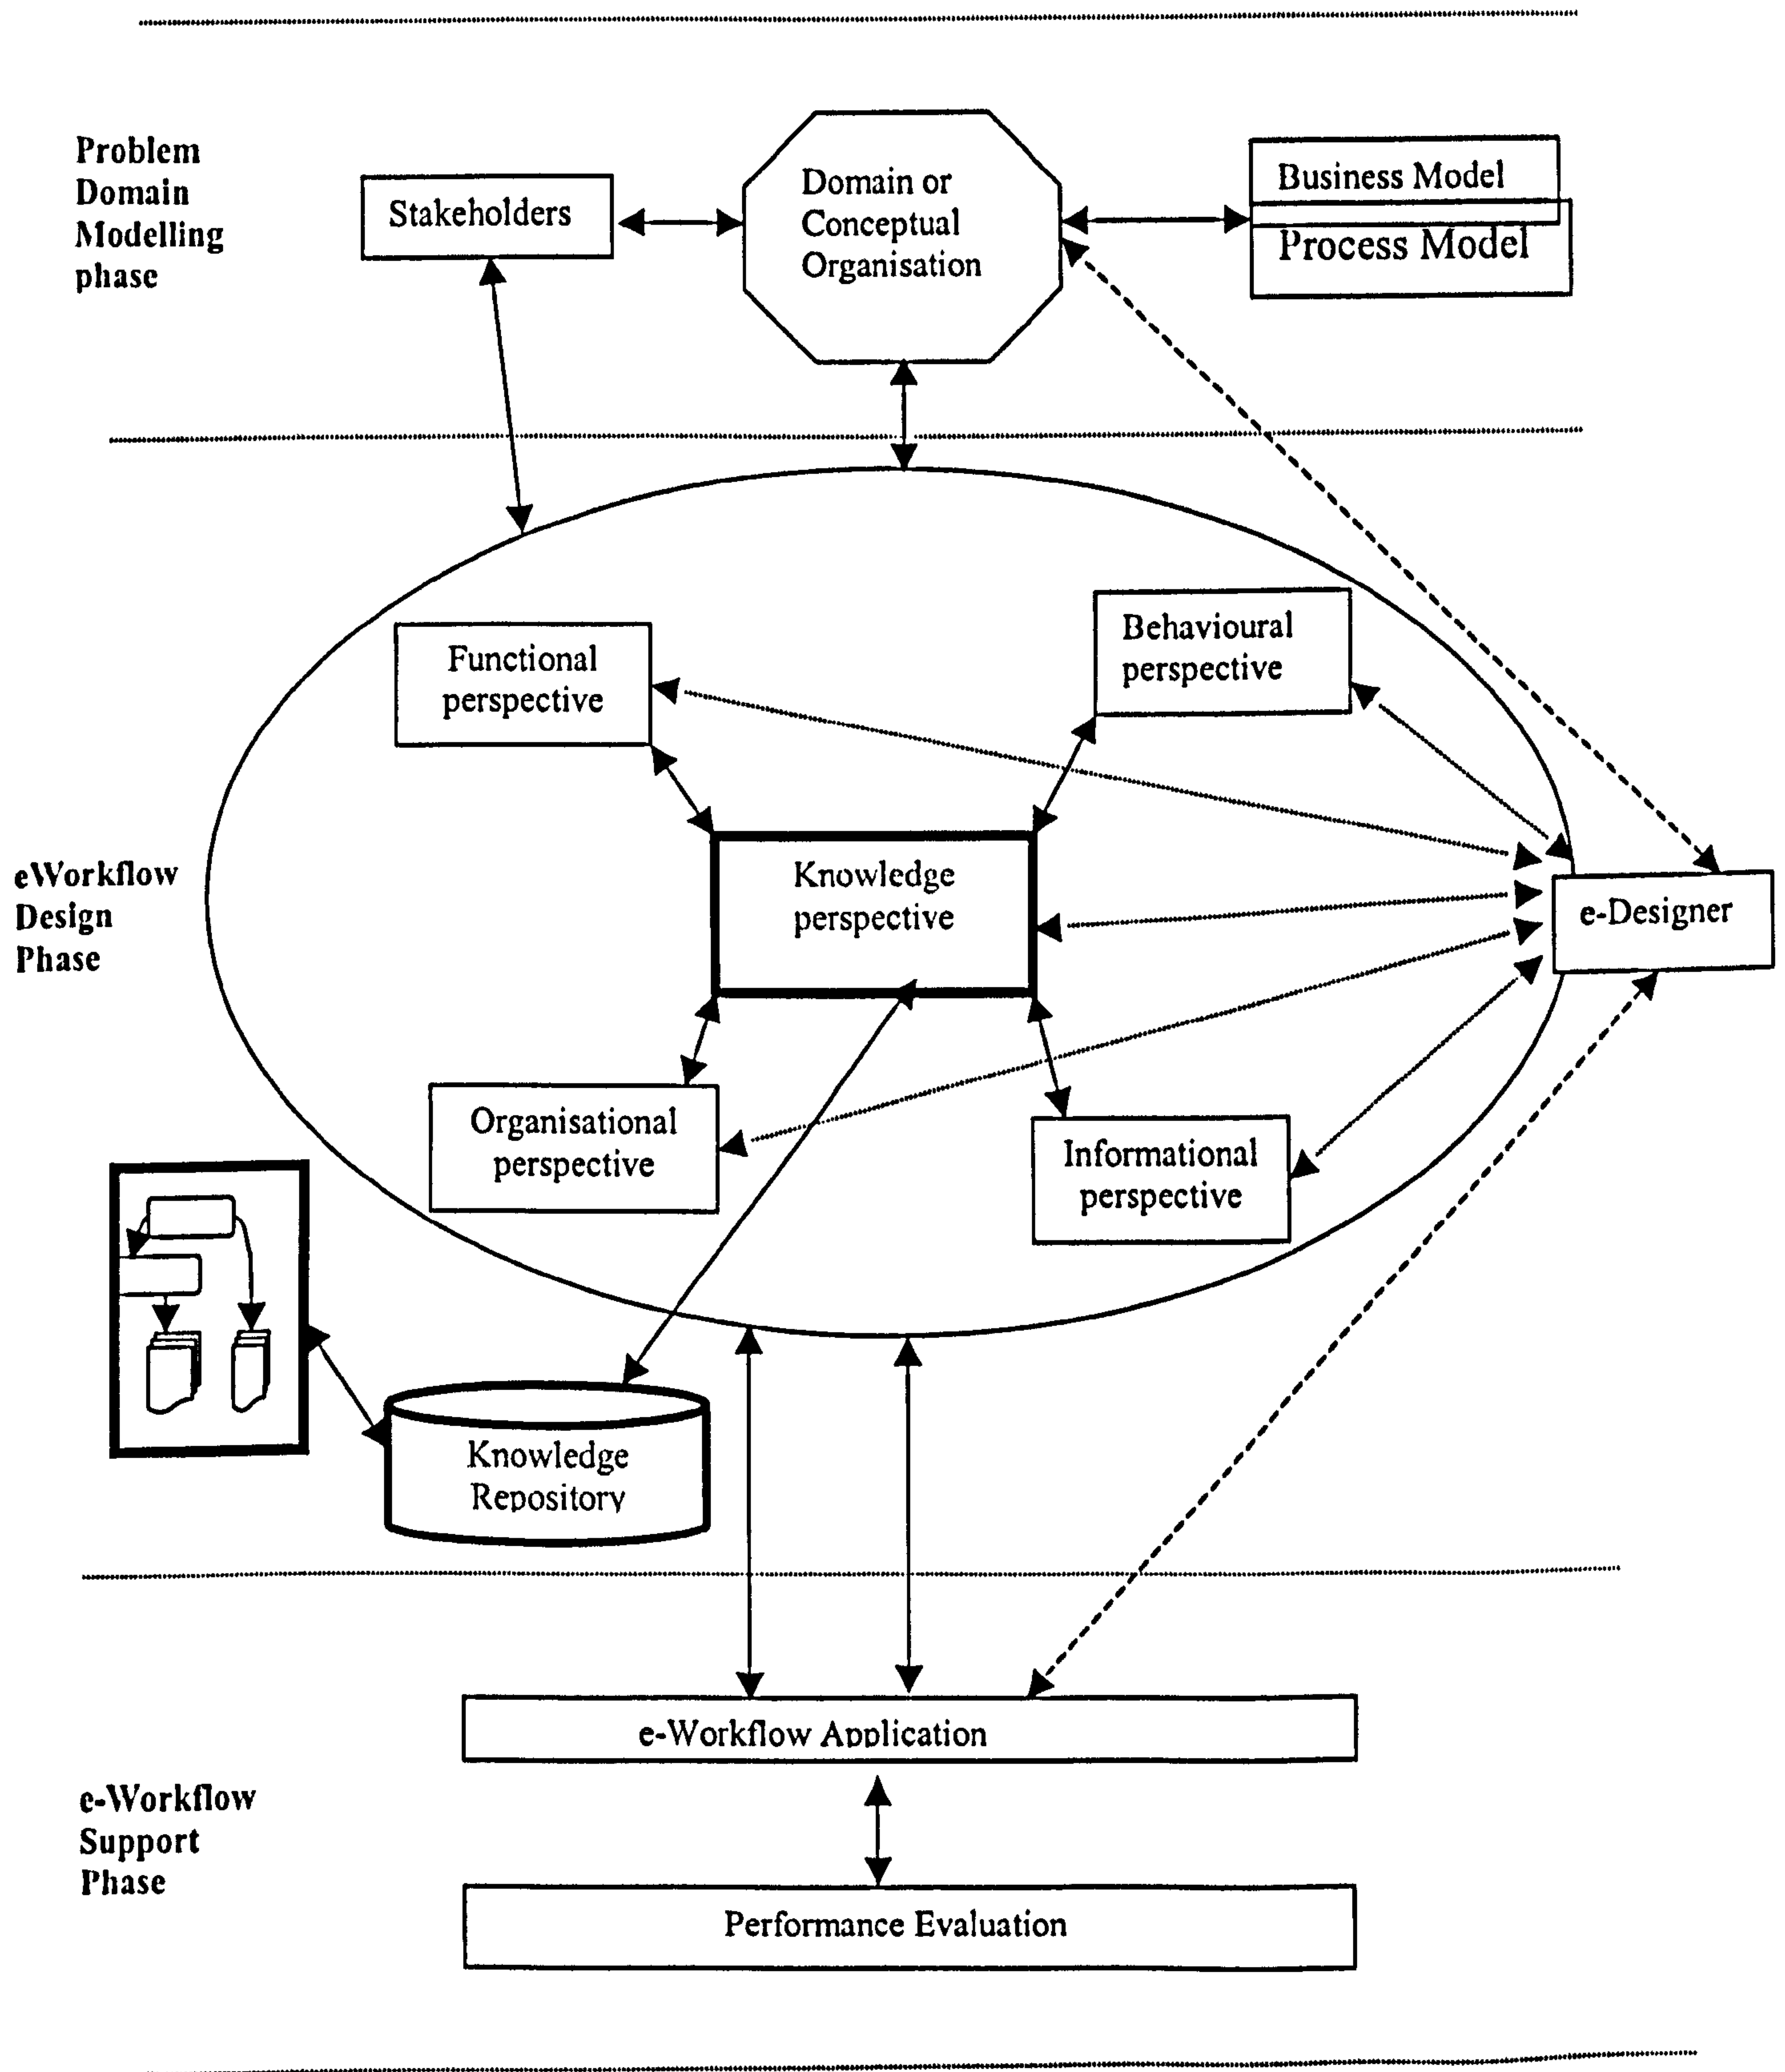 Problem
Domain
Modelling
phase
Stakeholders
Domain or
Conceptual
Organisation
Business Model
Process Model
Functional
perspective
Behavioural
perspective
eWorkflow
Design
Phase
Knowledge
perspective
e-Designer
Organisational
perspective
Informational
perspective
Knowledge
Repository
e-Workflow Application
e-Workflow
Support
Phase
Performance Evaluation